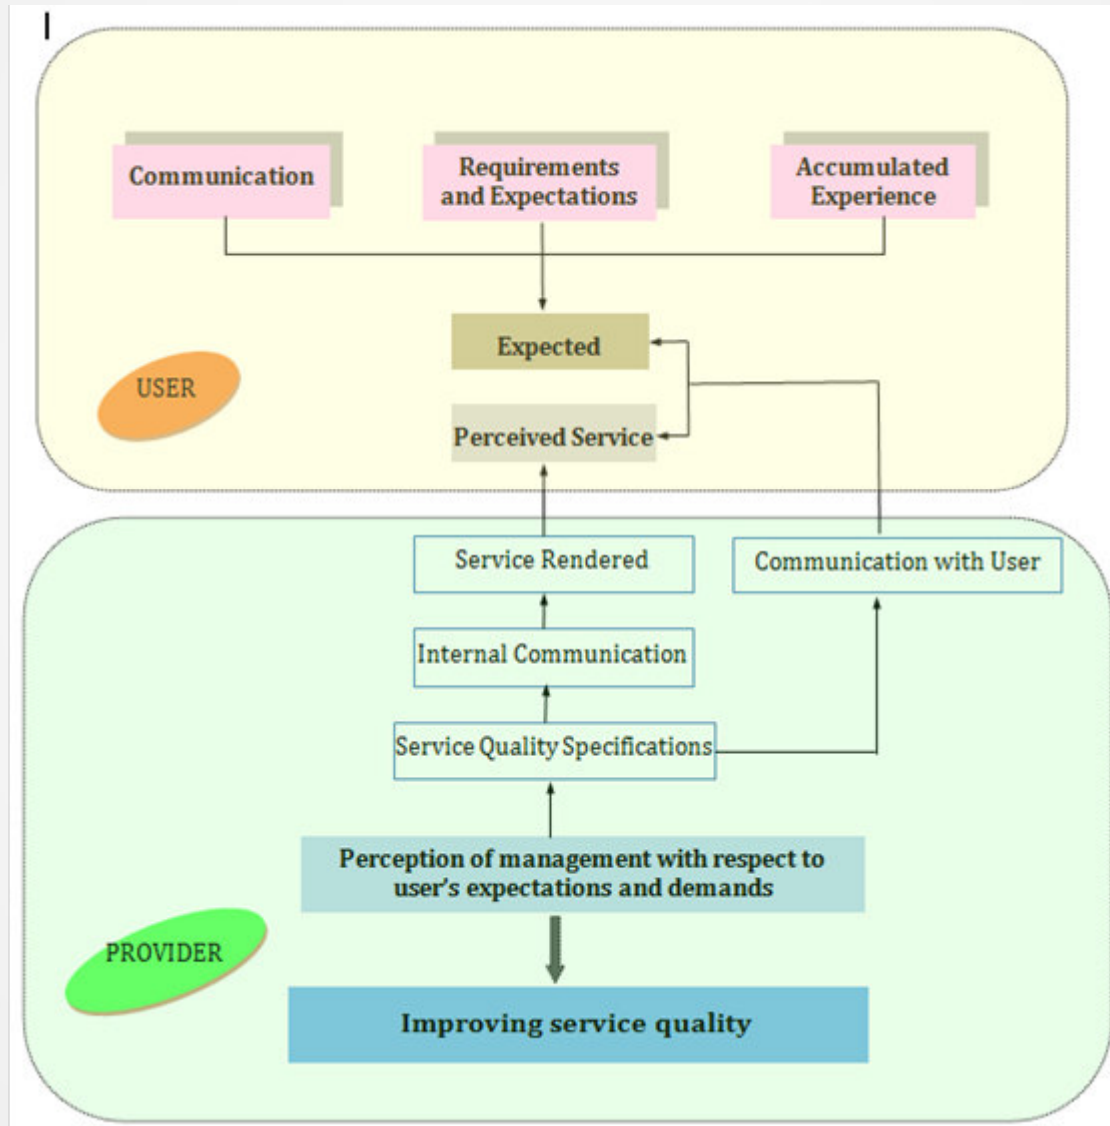 I
Communication
Requirements
and Expectations
Accumulated
Experience
Expected
USER
Perceived Service
Service Rendered
Communication with User
Internal Communication
Service Quality Specifications
Perception of management with respect to
user's expectations and demands
PROVIDER
Improving service quality